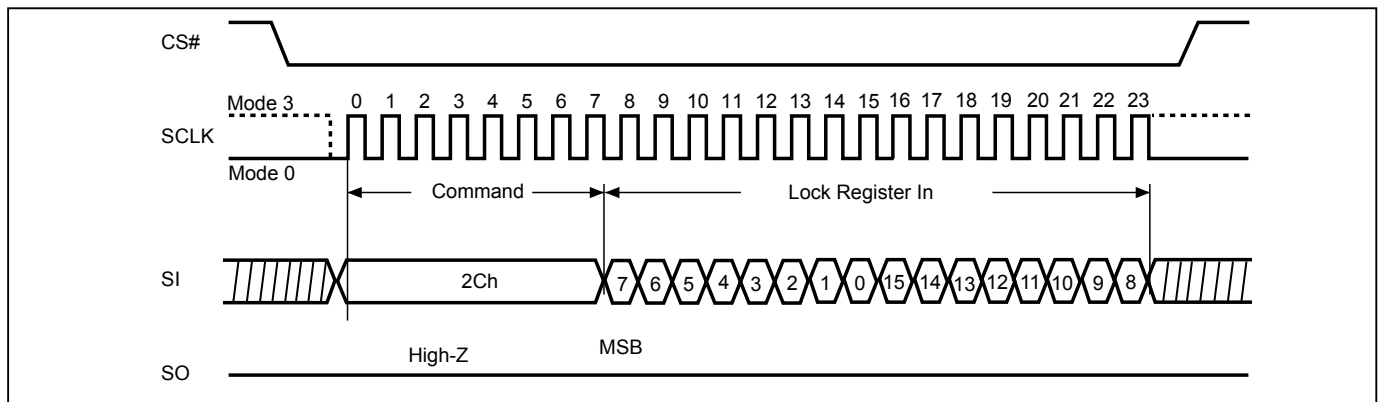 CS#
Mode 3
0 1 2 3 4 5 6 7 8 9 10 11 12 13 14 15 16 17 18 19 20 21 22 23
SCLK
Mode 0
Command
Lock Register In
SI
2Ch
7 6 5 4 3 2 1 0 15 14 13 12 11 10 9 8
High-Z
MSB
SO